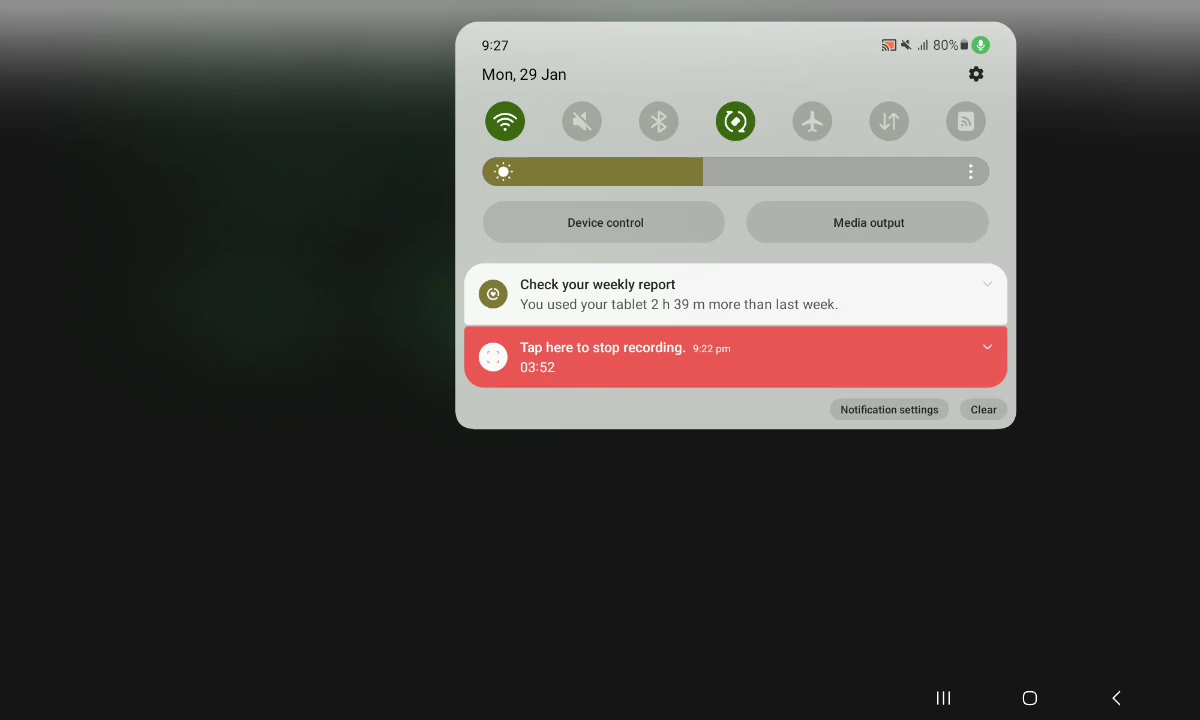 9:27
80%
Mon, 29 Jan
Device control
Media output
Check your weekly report
You used your tablet 2 h 39 m more than last week.
Tap here to stop recording. 9:22 pm
03:52
Notification settings
Clear